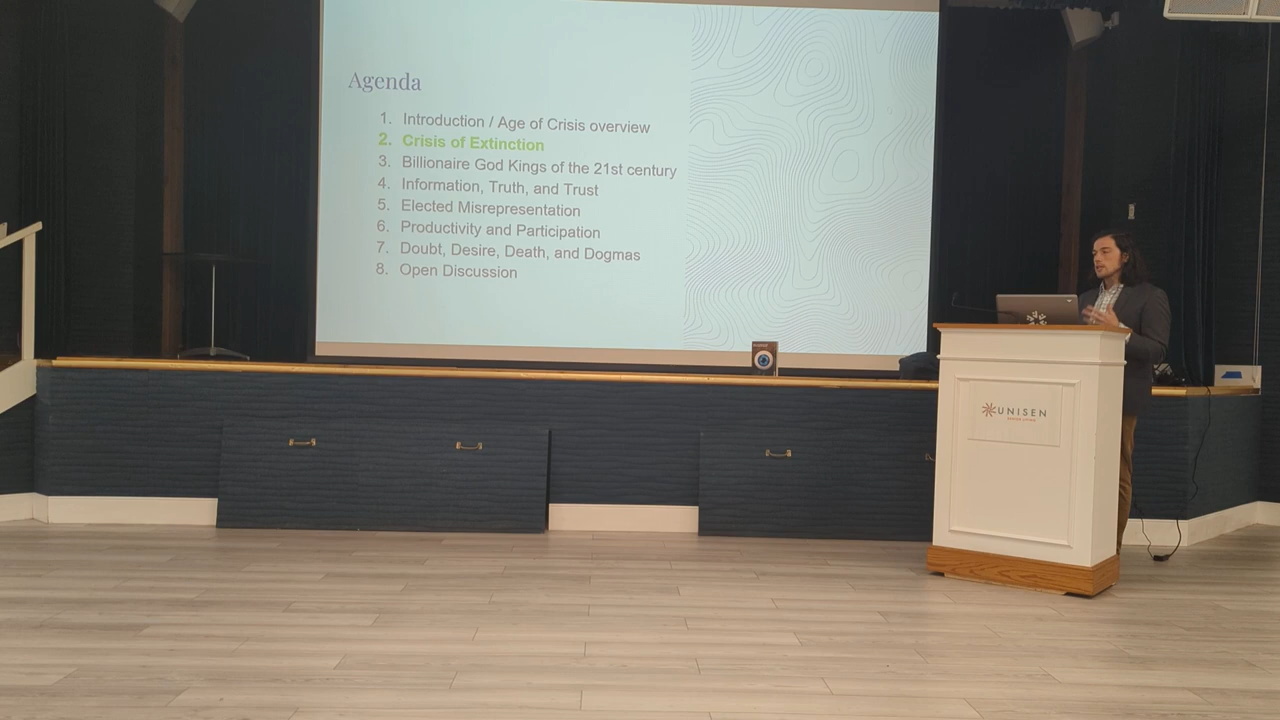 Agenda
1. Introduction / Age of Crisis overview
2. Crisis of Extinction
3. Billionaire God Kings of the 21st century
4. Information, Truth, and Trust
5. Elected Misrepresentation
6. Productivity and Participation
7. Doubt, Desire, Death, and Dogmas
8. Open Discussion
UNISEN
SENIOR LIVING